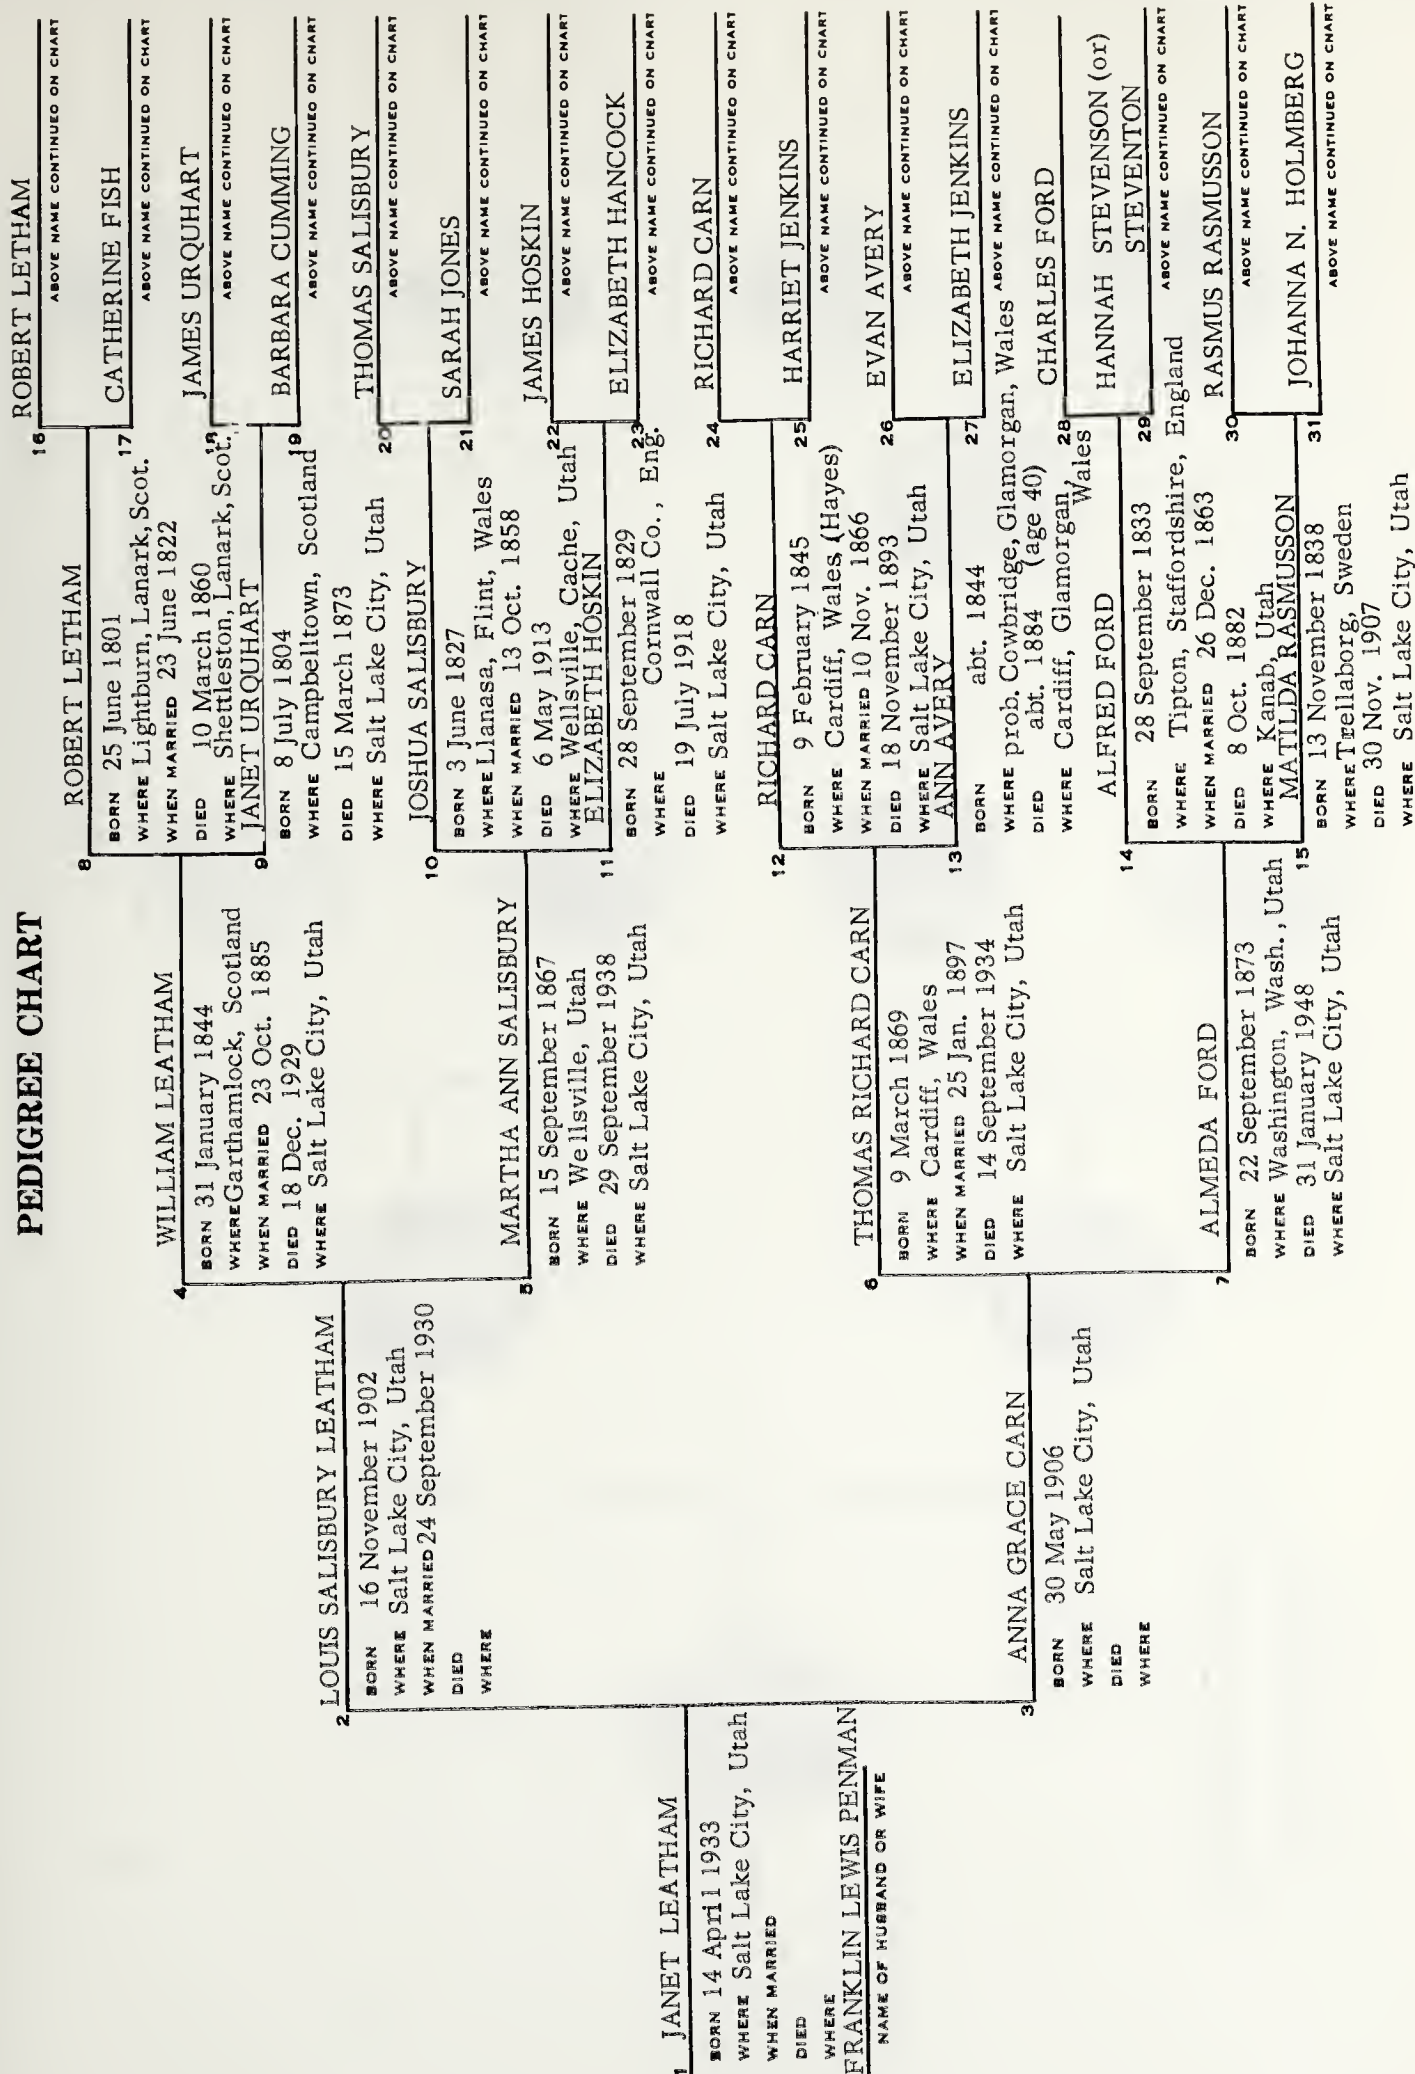 PEDIGREE CHART
1 JANET LEATHAM
BORN 14 April 1933
WHERE Salt Lake City, Utah
WHEN MARRIED
DIED
WHERE
FRANKLIN LEWIS PENMAN
NAME OF HUSBAND OR WIFE
2 LOUIS SALISBURY LEATHAM
BORN 16 November 1902
WHERE Salt Lake City, Utah
WHEN MARRIED 24 September 1930
DIED
WHERE
3 ANNA GRACE CARN
BORN 30 May 1906
WHERE Salt Lake City, Utah
DIED
WHERE
4 WILLIAM LEATHAM
BORN 31 January 1844
WHERE Garthamlock, Scotland
WHEN MARRIED 23 Oct. 1885
DIED 18 Dec. 1929
WHERE Salt Lake City, Utah
5 MARTHA ANN SALISBURY
BORN 15 September 1867
WHERE Wellsville, Utah
DIED 29 September 1938
WHERE Salt Lake City, Utah
6 THOMAS RICHARD CARN
BORN 9 March 1869
WHERE Cardiff, Wales
WHEN MARRIED 25 Jan. 1897
DIED 14 September 1934
WHERE Salt Lake City, Utah
7 ALMEDA FORD
BORN 22 September 1873
WHERE Washington, Wash., Utah
DIED 31 January 1948
WHERE Salt Lake City, Utah
8 ROBERT LETHAM
BORN 25 June 1801
WHERE Lightburn, Lanark, Scot.
WHEN MARRIED 23 June 1822
DIED 10 March 1860
WHERE Shettleston, Lanark, Scot.
9 JANET URQUHART
BORN 8 July 1804
WHERE Campbelltown, Scotland
DIED 15 March 1873
WHERE Salt Lake City, Utah
10 JOSHUA SALISBURY
BORN 3 June 1827
WHERE Llanasa, Flint, Wales
WHEN MARRIED 13 Oct. 1858
DIED 6 May 1913
WHERE Wellsville, Cache, Utah
11 ELIZABETH HOSKIN
BORN 28 September 1829
WHERE Cornwall Co., Eng.
DIED 19 July 1918
WHERE Salt Lake City, Utah
12 RICHARD CARN
BORN 9 February 1845
WHERE Cardiff, Wales (Hayes)
WHEN MARRIED 10 Nov. 1866
DIED 18 November 1893
WHERE Salt Lake City, Utah
13 ANN AVERY
BORN abt. 1844
WHERE prob. Cowbridge, Glamorgan, Wales
DIED abt. 1884 (age 40)
WHERE Cardiff, Glamorgan, Wales
14 ALFRED FORD
BORN 28 September 1833
WHERE Tipton, Staffordshire, England
WHEN MARRIED 26 Dec. 1863
DIED 8 Oct. 1882
WHERE Kanab, Utah
15 MATILDA RASMUSSON
BORN 13 November 1838
WHERE Trellaborg, Sweden
DIED 30 Nov. 1907
WHERE Salt Lake City, Utah
16 ROBERT LETHAM
ABOVE NAME CONTINUED ON CHART
17 CATHERINE FISH
ABOVE NAME CONTINUED ON CHART
18 JAMES URQUHART
ABOVE NAME CONTINUED ON CHART
19 BARBARA CUMMING
ABOVE NAME CONTINUED ON CHART
20 THOMAS SALISBURY
ABOVE NAME CONTINUED ON CHART
21 SARAH JONES
ABOVE NAME CONTINUED ON CHART
22 JAMES HOSKIN
ABOVE NAME CONTINUED ON CHART
23 ELIZABETH HANCOCK
ABOVE NAME CONTINUED ON CHART
24 RICHARD CARN
ABOVE NAME CONTINUED ON CHART
25 HARRIET JENKINS
ABOVE NAME CONTINUED ON CHART
26 EVAN AVERY
ABOVE NAME CONTINUED ON CHART
27 ELIZABETH JENKINS
ABOVE NAME CONTINUED ON CHART
28 CHARLES FORD
29 HANNAH STEVENSON (or)
STEVENTON
ABOVE NAME CONTINUED ON CHART
30 RASMUS RASMUSSON
ABOVE NAME CONTINUED ON CHART
31 JOHANNA N. HOLMBERG
ABOVE NAME CONTINUED ON CHART